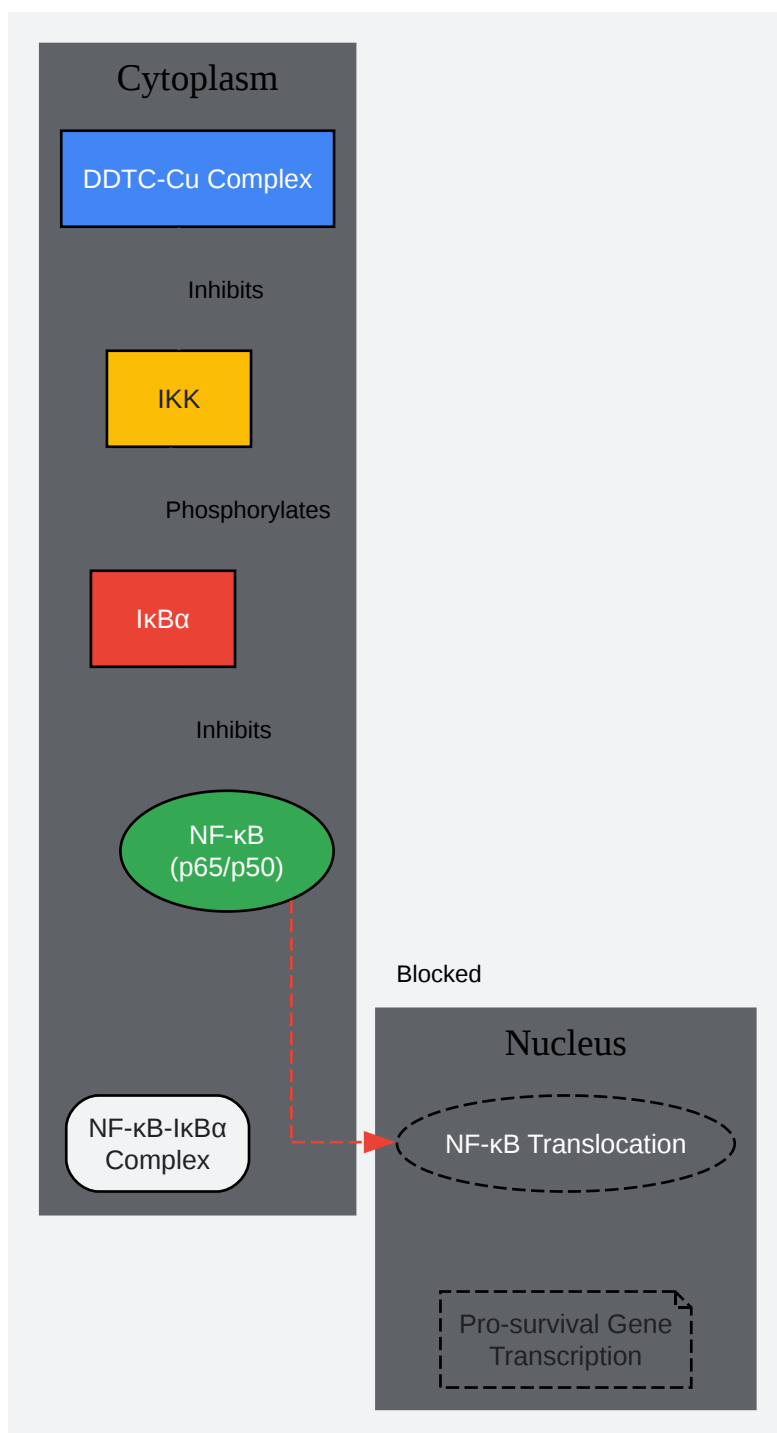 Cytoplasm
DDTC-Cu Complex
Inhibits
IKK
Phosphorylates
IκBα
Inhibits
NF-κB
(p65/p50)
Blocked
Nucleus
NF-κB-IκBα
Complex
NF-κB Translocation
Pro-survival Gene
Transcription